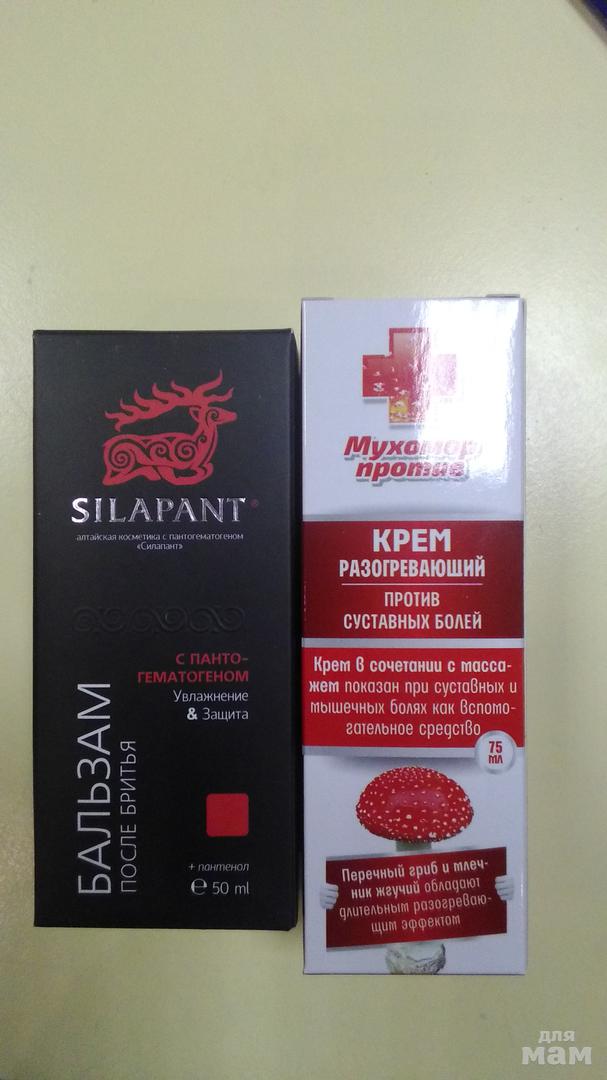 SILAPANT®
алтайская косметика с пантогематогеном
«Силапант»
С ПАНТО-
ГЕМАТОГЕНОМ
Увлажнение
& Защита
БАЛЬЗАМ
ПОСЛЕ БРИТЬЯ
+ пантенол
℮ 50 ml
Мухомор
против
КРЕМ
РАЗОГРЕВАЮЩИЙ
ПРОТИВ
СУСТАВНЫХ БОЛЕЙ
Крем в сочетании с масса-
жем показан при суставных и
мышечных болях как вспомо-
гательное средство
75
МЛ
Перечный гриб и млеч-
ник жгучий обладают
длительным разогреваю-
щим эффектом
для
мам